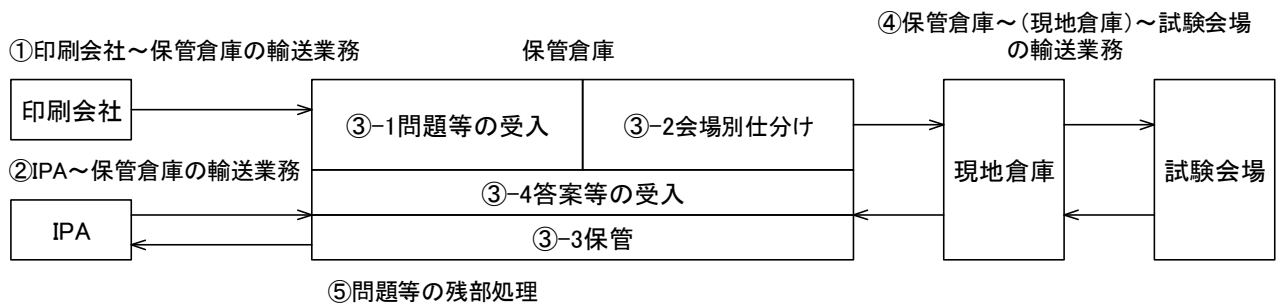 ①印刷会社～保管倉庫の輸送業務
保管倉庫
④保管倉庫～(現地倉庫)～試験会場
の輸送業務
印刷会社
③-1問題等の受入
③-2会場別仕分け
②IPA～保管倉庫の輸送業務
③-4答案等の受入
現地倉庫
試験会場
IPA
③-3保管
⑤問題等の残部処理